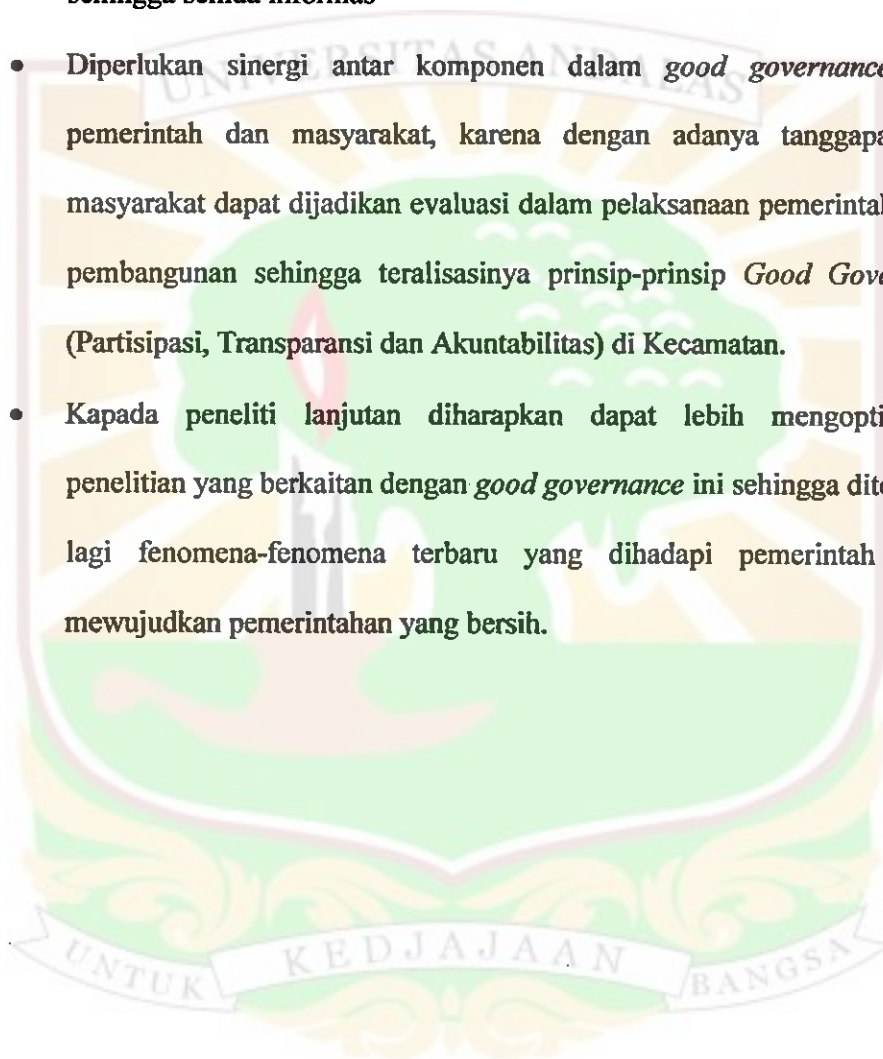 sehingga semua informas
UNIVERSITAS ANDALAS
• Diperlukan sinergi antar komponen dalam good governance
pemerintah dan masyarakat, karena dengan adanya tanggapa
masyarakat dapat dijadikan evaluasi dalam pelaksanaan pemerintal
pembangunan sehingga teralisasinya prinsip-prinsip Good Gove
(Partisipasi, Transparansi dan Akuntabilitas) di Kecamatan.
• Kapada peneliti lanjutan diharapkan dapat lebih mengopti
penelitian yang berkaitan dengan good governance ini sehingga dite
lagi fenomena-fenomena terbaru yang dihadapi pemerintah
mewujudkan pemerintahan yang bersih.
UNTUK KEDJAJAAN BANGSA